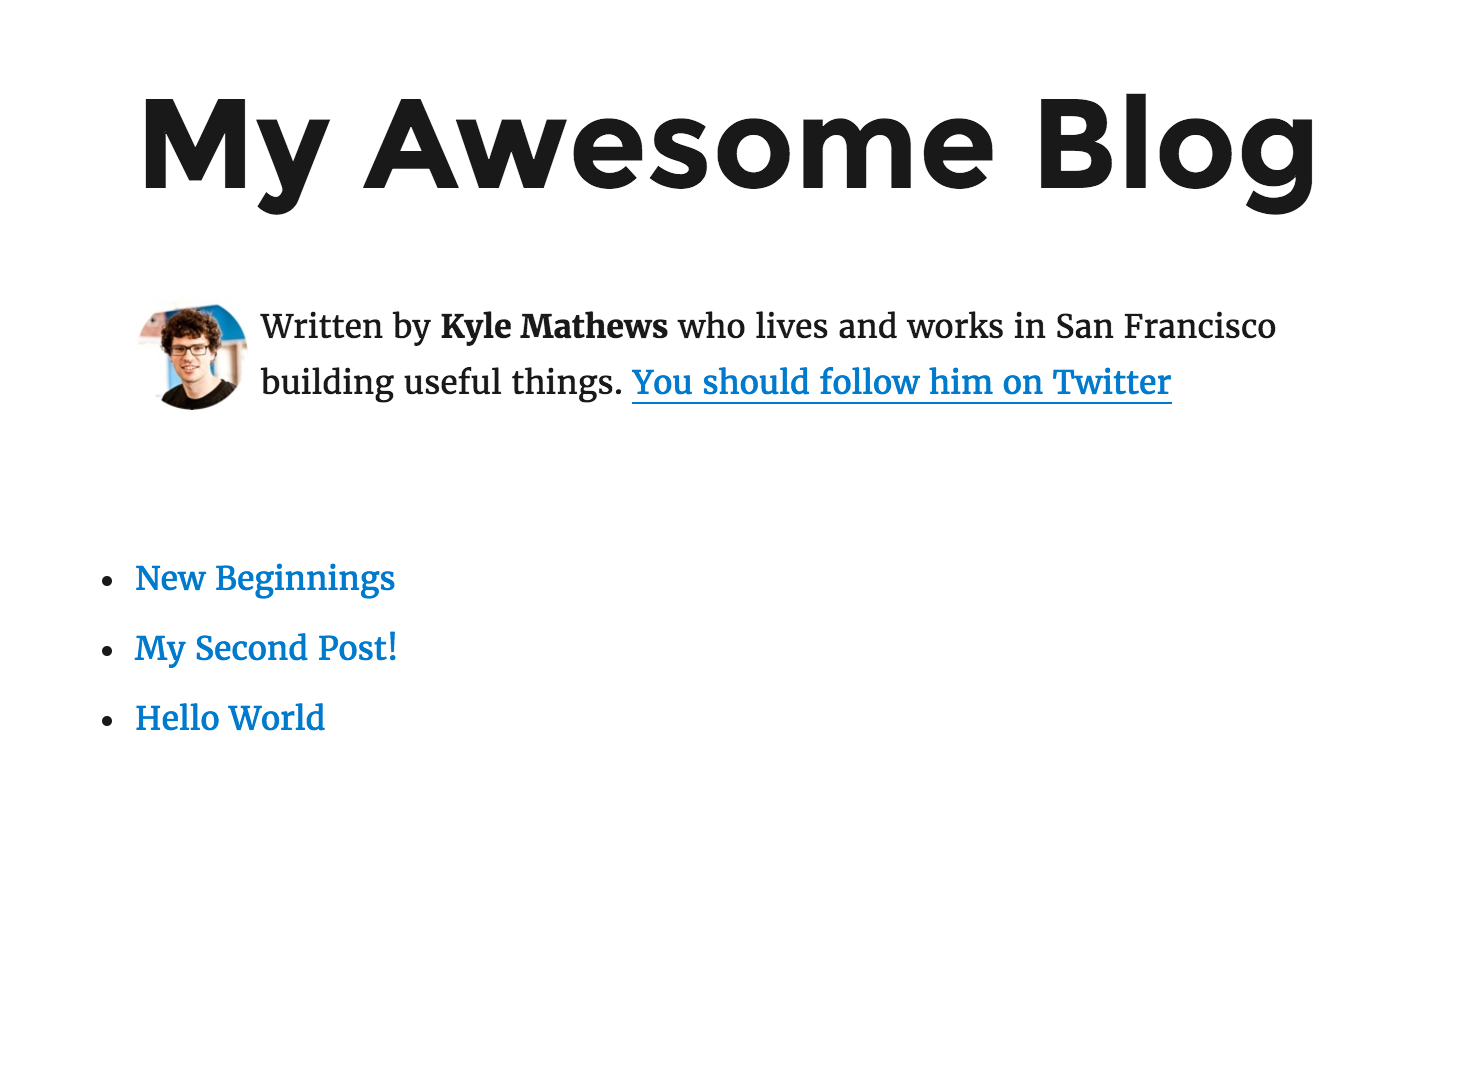 My Awesome Blog
Written by Kyle Mathews who lives and works in San Francisco
building useful things. You should follow him on Twitter
New Beginnings
My Second Post!
Hello World